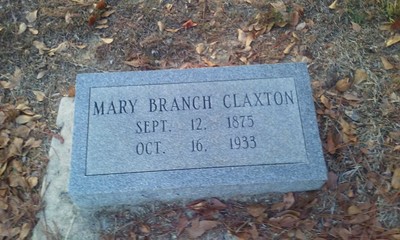 MARY BRANCH CLAXTON
SEPT. 12, 1875
OCT. 16, 1933